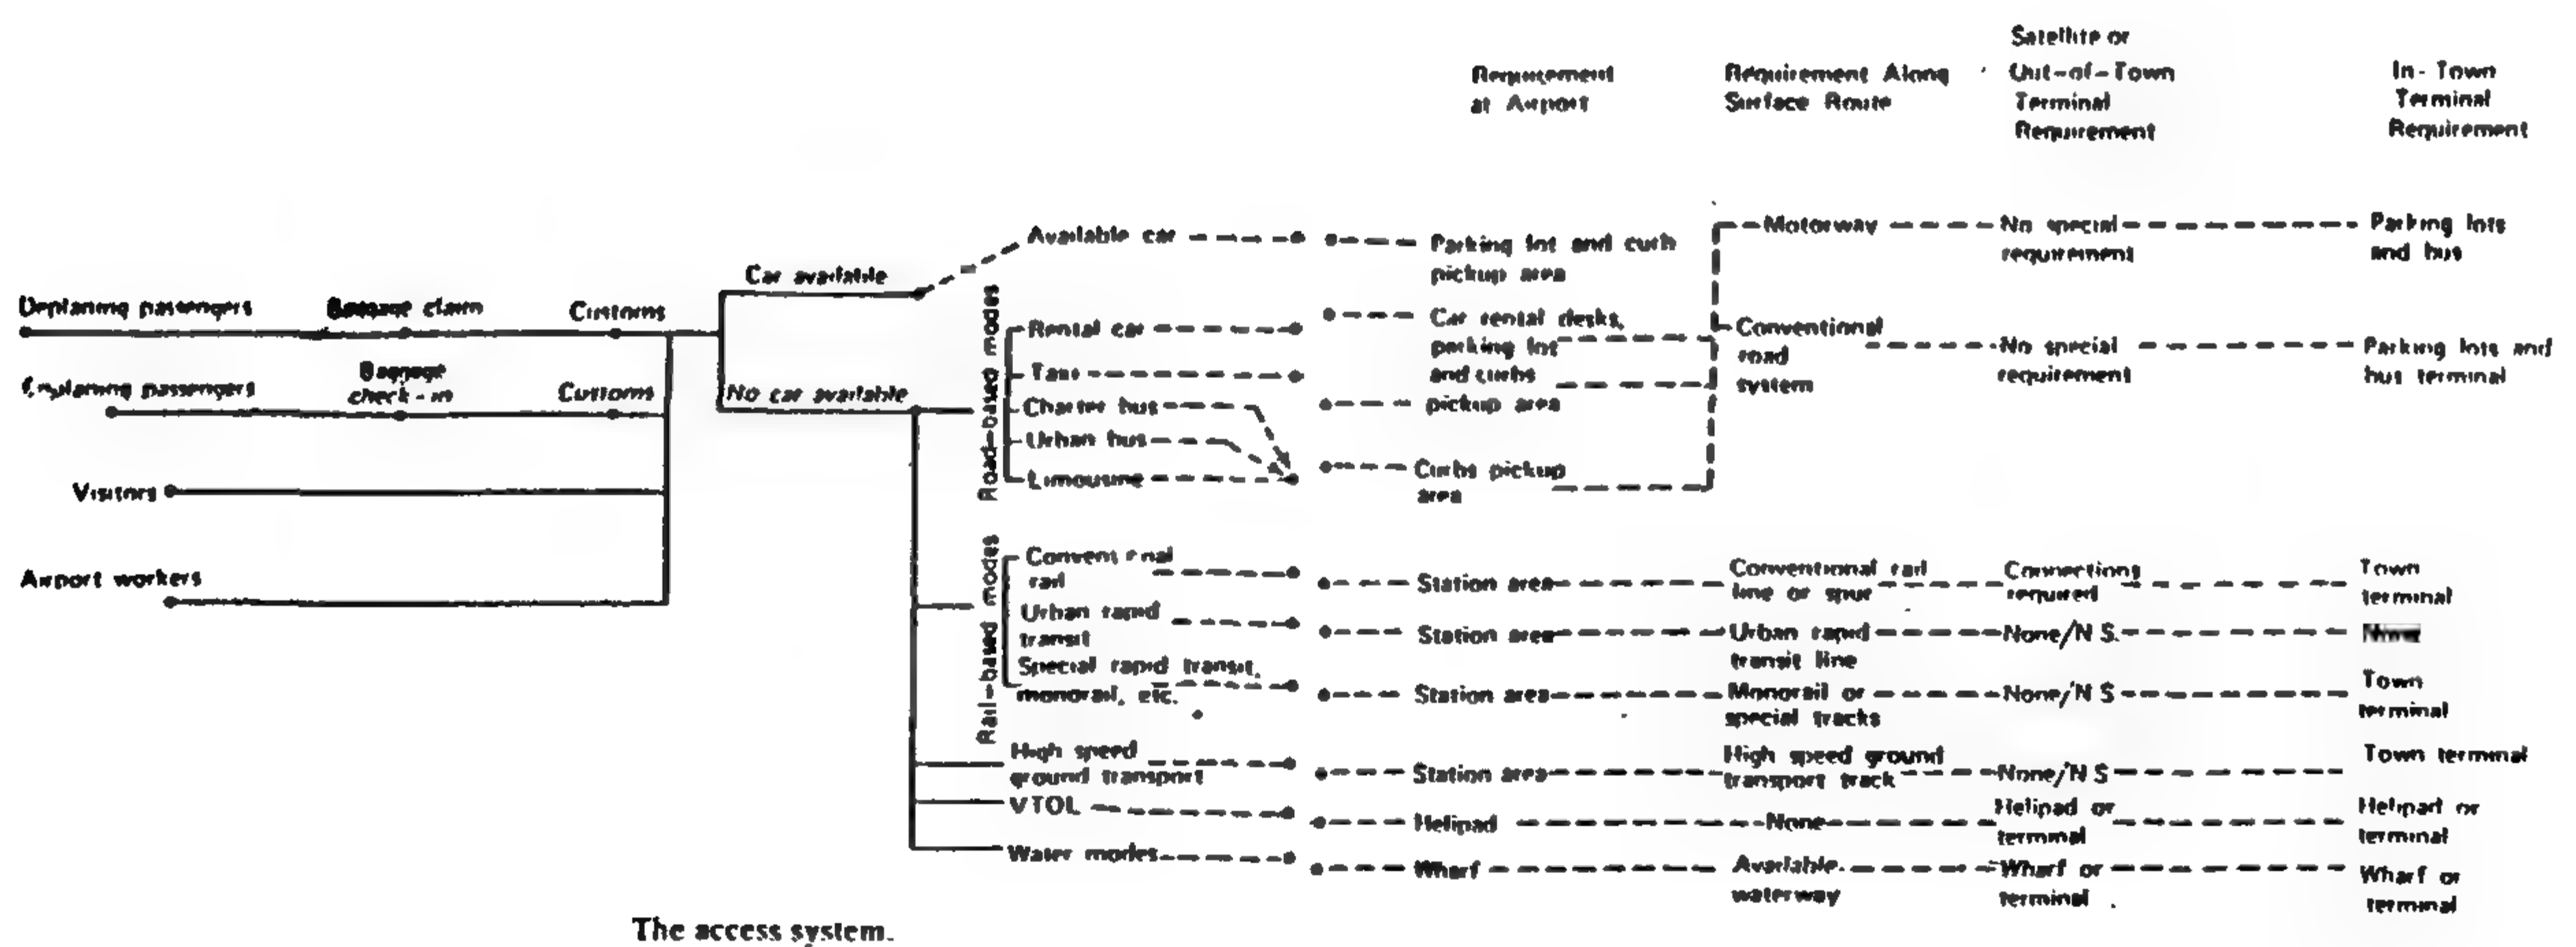 Requirement
at Airport
Requirement Along
Surface Route
Satellite or
Out-of-Town
Terminal
Requirement
In-Town
Terminal
Requirement
Deplaning passengers
Baggage claim
Customs
Enplaning passengers
Baggage
check-in
Customs
Visitors
Airport workers
Car available
No car available
Available car
Road-based modes
Rental car
Taxi
Charter bus
Urban bus
Limousine
Rail-based modes
Conventional
rail
Urban rapid
transit
Special rapid transit,
monorail, etc.
High speed
ground transport
VTOL
Water modes
Parking lot and curb
pickup area
Car rental desks,
parking lot
and curbs
pickup area
Curbs pickup
area
Station area
Station area
Station area
Station area
Helipad
Wharf
Motorway
Conventional
road
system
Conventional rail
line or spur
Urban rapid
transit line
Monorail or
special tracks
High speed ground
transport track
None
Available
waterway
No special
requirement
No special
requirement
Connections
required
None/N S.
None/N S
None/N S
Helipad or
terminal
Wharf or
terminal
Parking lots
and bus
Parking lots and
bus terminal
Town
terminal
None
Town
terminal
Town terminal
Helipad or
terminal
Wharf or
terminal
The access system.